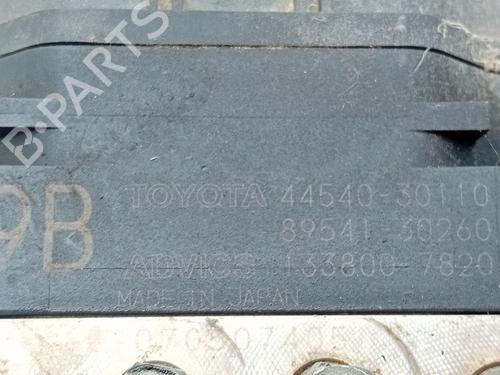 B-PARTS
TOYOTA 44540-30110
9B
89541-30260
ADVICS 133800-7820
MADE IN JAPAN